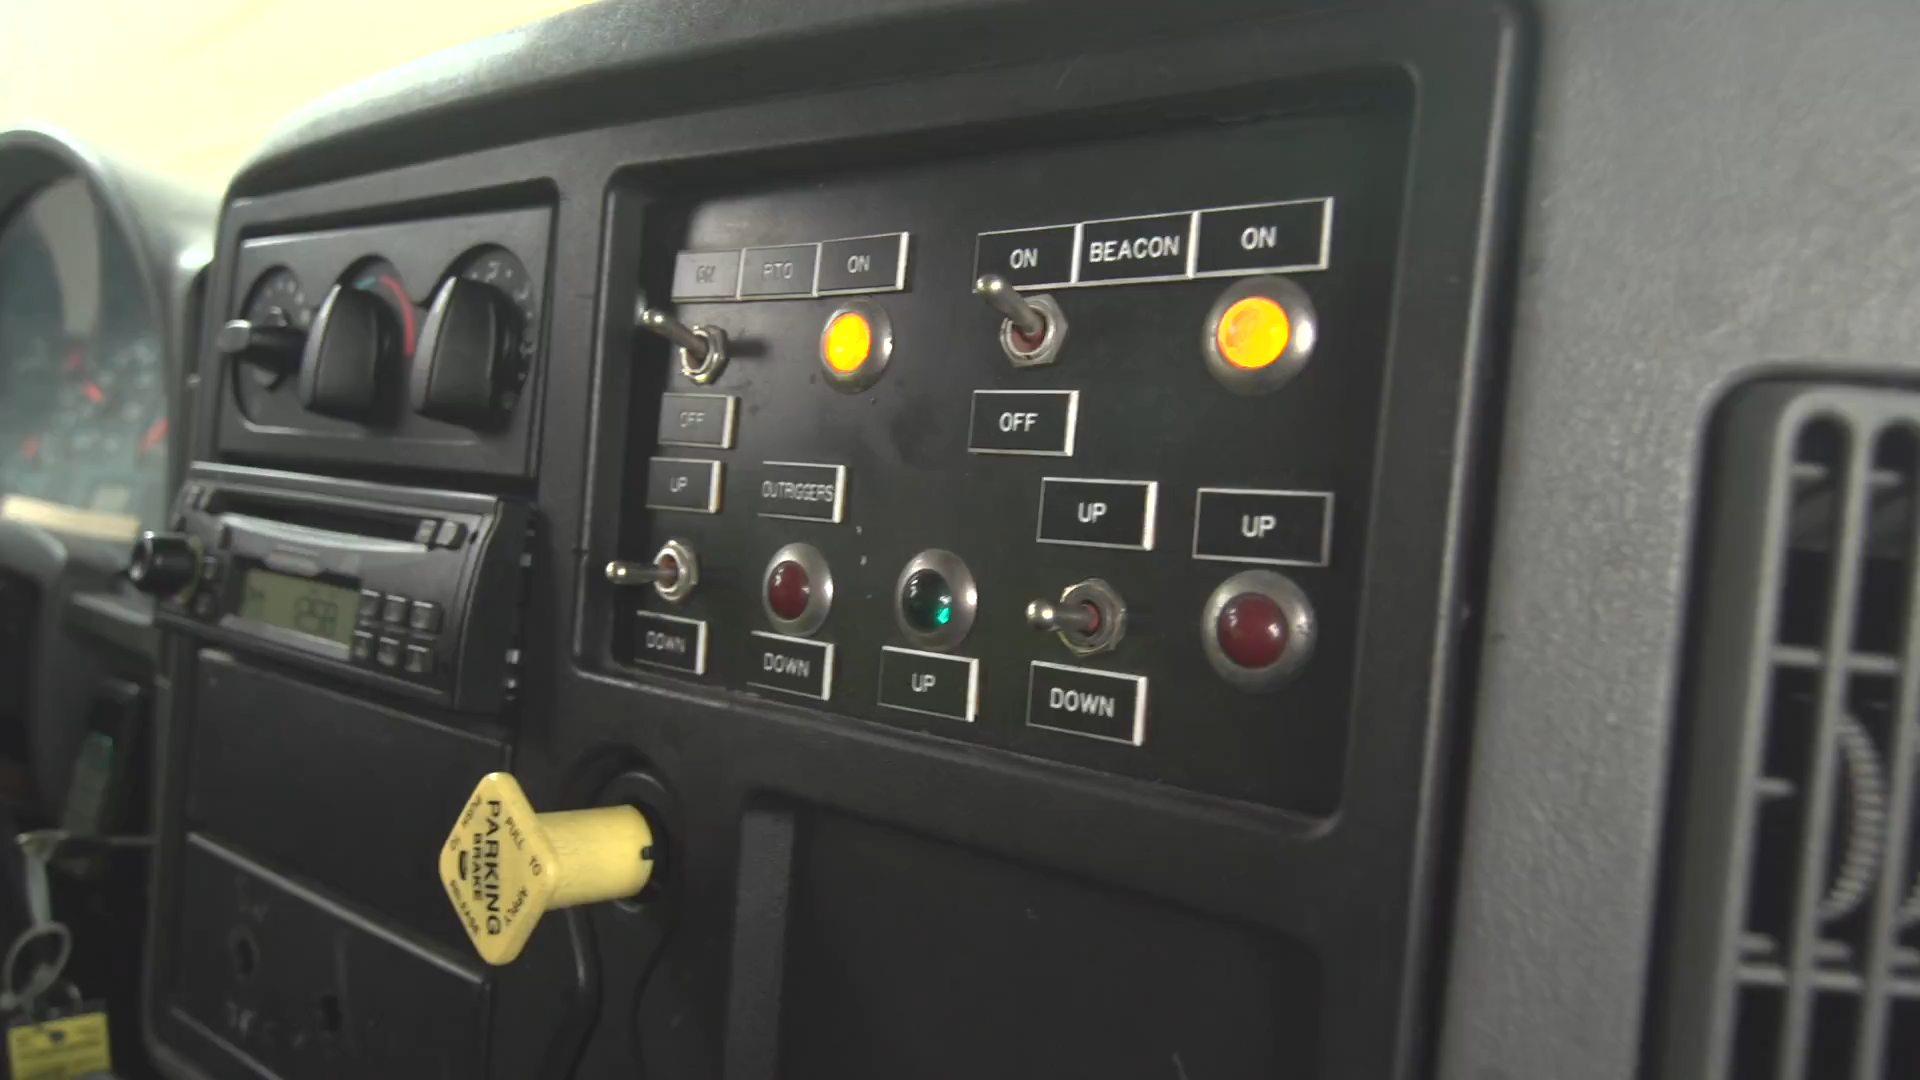 ON PTO ON
ON BEACON ON
OFF
OFF
UP
OUTRIGGERS
UP
UP
DOWN
DOWN
UP
DOWN
PULL TO APPLY
PARKING
BRAKE